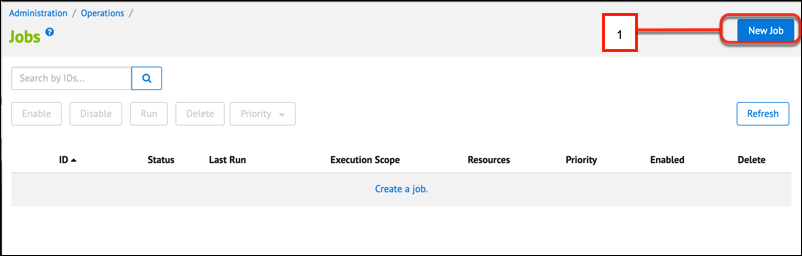 Administration / Operations /
Jobs ?
1
New Job
Search by IDs...
Enable Disable Run Delete Priority
Refresh
ID Status Last Run Execution Scope Resources Priority Enabled Delete
Create a job.